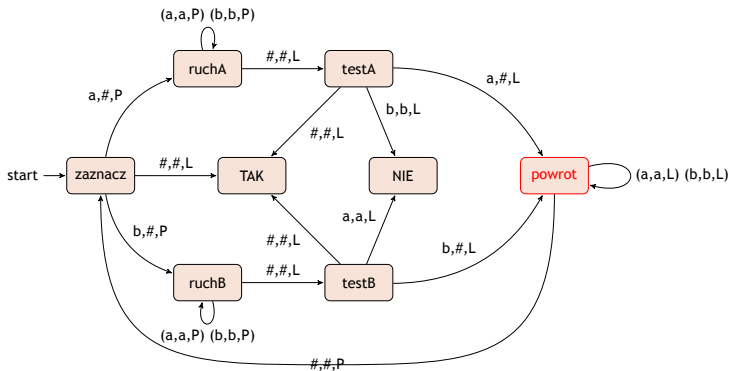 (a,a,P) (b,b,P)
ruchA
#,#,L
testA
a,#,L
a,#,P
b,b,L
#,#,L
start
zaznacz
#,#,L
TAK
NIE
powrot
(a,a,L) (b,b,L)
a,a,L
b,#,P
#,#,L
b,#,L
#,#,L
ruchB
testB
(a,a,P) (b,b,P)
#,#,P